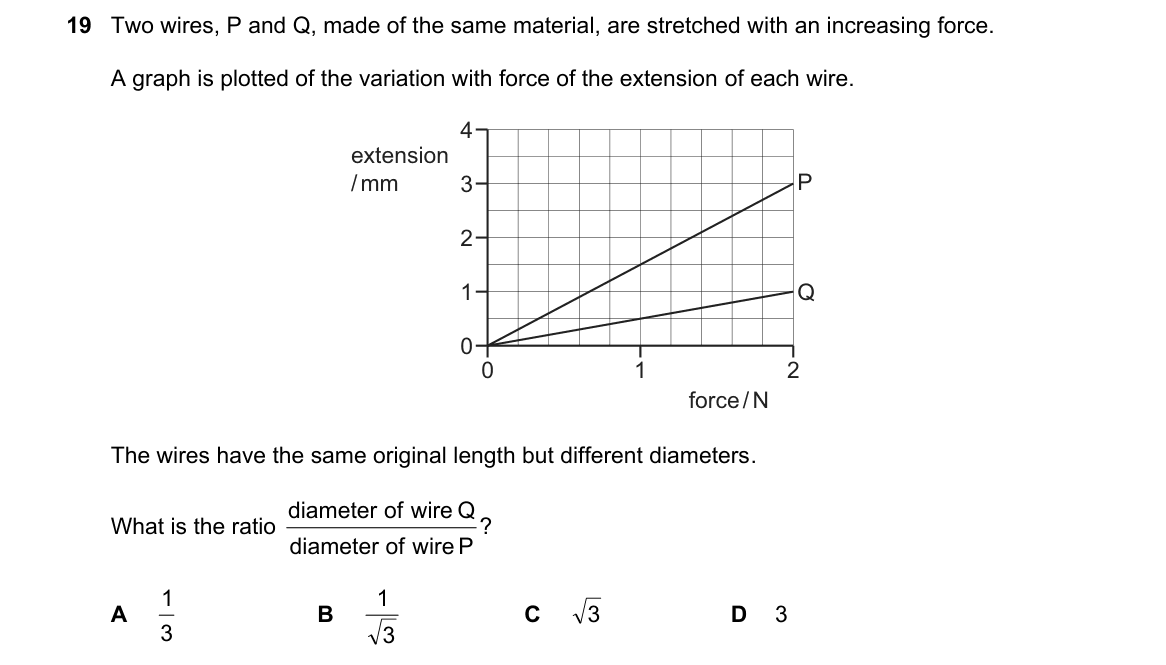 19 Two wires, P and Q, made of the same material, are stretched with an increasing force.
A graph is plotted of the variation with force of the extension of each wire.
4
extension
/mm
3
P
2
1
Q
0
0 1 2
force/N
The wires have the same original length but different diameters.
What is the ratio diameter of wire Q / diameter of wire P?
A 1/3 B 1/√3 C √3 D 3